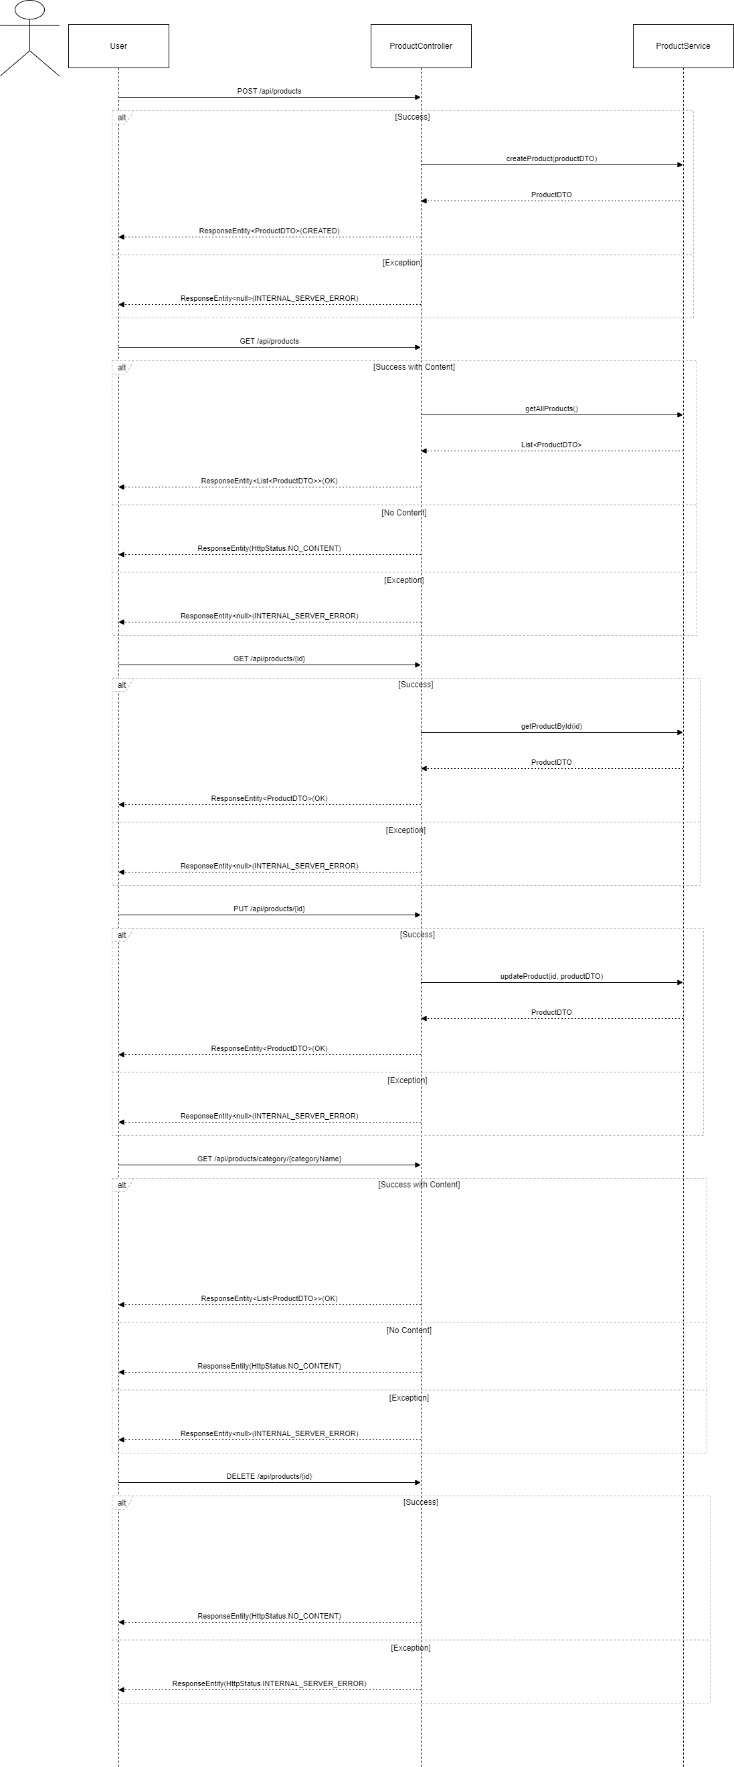 User
ProductController
ProductService
POST /api/products
alt
[Success]
createProduct(productDTO)
ProductDTO
ResponseEntity<ProductDTO>(CREATED)
[Exception]
ResponseEntity<null>(INTERNAL_SERVER_ERROR)
GET /api/products
alt
[Success with Content]
getAllProducts()
List<ProductDTO>
ResponseEntity<List<ProductDTO>>(OK)
[No Content]
ResponseEntity(HttpStatus.NO_CONTENT)
[Exception]
ResponseEntity<null>(INTERNAL_SERVER_ERROR)
GET /api/products/{id}
alt
[Success]
getProductById(id)
ProductDTO
ResponseEntity<ProductDTO>(OK)
[Exception]
ResponseEntity<null>(INTERNAL_SERVER_ERROR)
PUT /api/products/{id}
alt
[Success]
updateProduct(id, productDTO)
ProductDTO
ResponseEntity<ProductDTO>(OK)
[Exception]
ResponseEntity<null>(INTERNAL_SERVER_ERROR)
GET /api/products/category/{categoryName}
alt
[Success with Content]
ResponseEntity<List<ProductDTO>>(OK)
[No Content]
ResponseEntity(HttpStatus.NO_CONTENT)
[Exception]
ResponseEntity<null>(INTERNAL_SERVER_ERROR)
DELETE /api/products/{id}
alt
[Success]
ResponseEntity(HttpStatus.NO_CONTENT)
[Exception]
ResponseEntity(HttpStatus.INTERNAL_SERVER_ERROR)